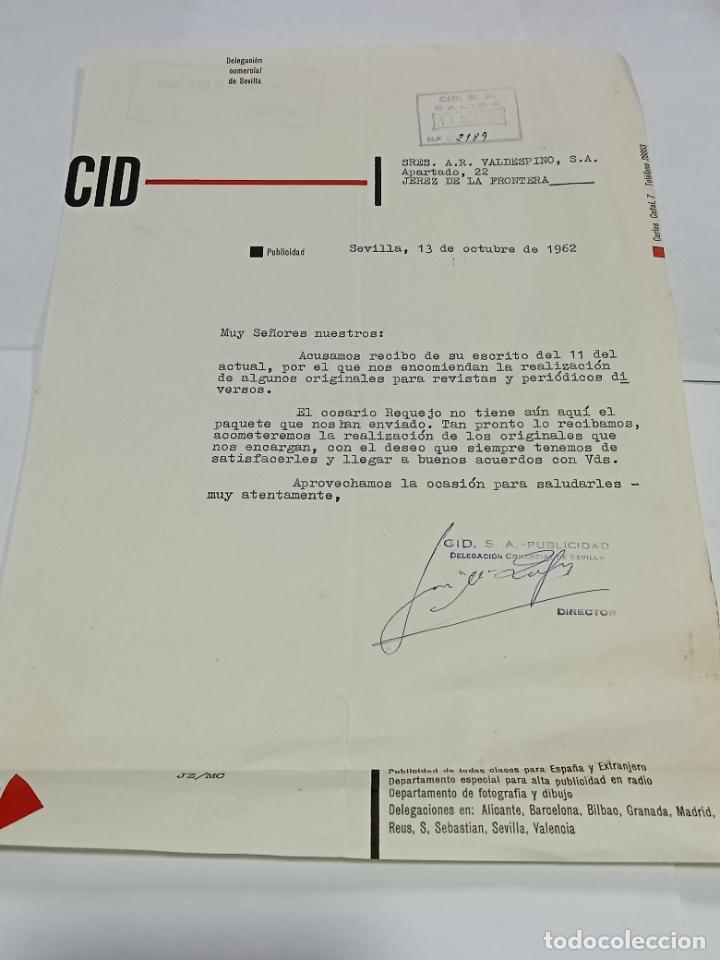 Delegación
comercial
de Sevilla
CID. S. A.
SALIDA
13 OCT
2189
CID
SRES. A.R. VALDESPINO, S.A.
Apartado, 22
JEREZ DE LA FRONTERA
Carlos Cañal, 7 Teléfono
Publicidad
Sevilla, 13 de octubre de 1962
Muy Señores nuestros:
Acusamos recibo de su escrito del 11 del
actual, por el que nos encomiendan la realización
de algunos originales para revistas y periódicos di
versos.
El cosario Requejo no tiene aún aquí el
paquete que nos han enviado. Tan pronto lo recibamos,
acometeremos la realización de los originales que
nos encargan, con el deseo que siempre tenemos de
satisfacerles y llegar a buenos acuerdos con Vds.
Aprovechamos la ocasión para saludarles -
muy atentamente,
CID, S. A.-PUBLICIDAD
DELEGACIÓN COMERCIAL DE SEVILLA
DIRECTOR
JZ/MC
Publicidad de todas clases para España y Extranjero
Departamento especial para alta publicidad en radio
Departamento de fotografía y dibujo
Delegaciones en: Alicante, Barcelona, Bilbao, Granada, Madrid,
Reus, S, Sebastian, Sevilla, Valencia
todocoleccion